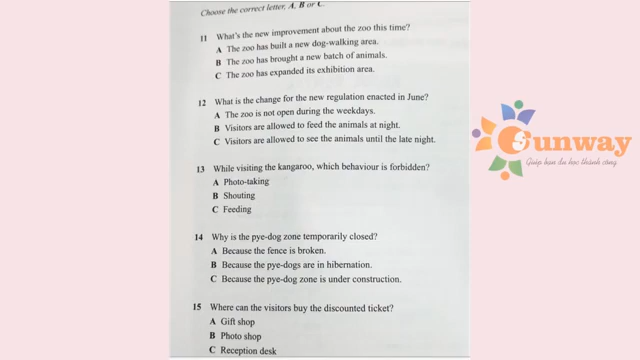 Choose the correct letter, A, B or C.
11 What's the new improvement about the zoo this time?
A The zoo has built a new dog-walking area.
B The zoo has brought a new batch of animals.
C The zoo has expanded its exhibition area.
12 What is the change for the new regulation enacted in June?
A The zoo is not open during the weekdays.
B Visitors are allowed to feed the animals at night.
C Visitors are allowed to see the animals until the late night.
13 While visiting the kangaroo, which behaviour is forbidden?
A Photo-taking
B Shouting
C Feeding
14 Why is the pye-dog zone temporarily closed?
A Because the fence is broken.
B Because the pye-dogs are in hibernation.
C Because the pye-dog zone is under construction.
15 Where can the visitors buy the discounted ticket?
A Gift shop
B Photo shop
C Reception desk
Sunway
Giúp bạn du học thành công